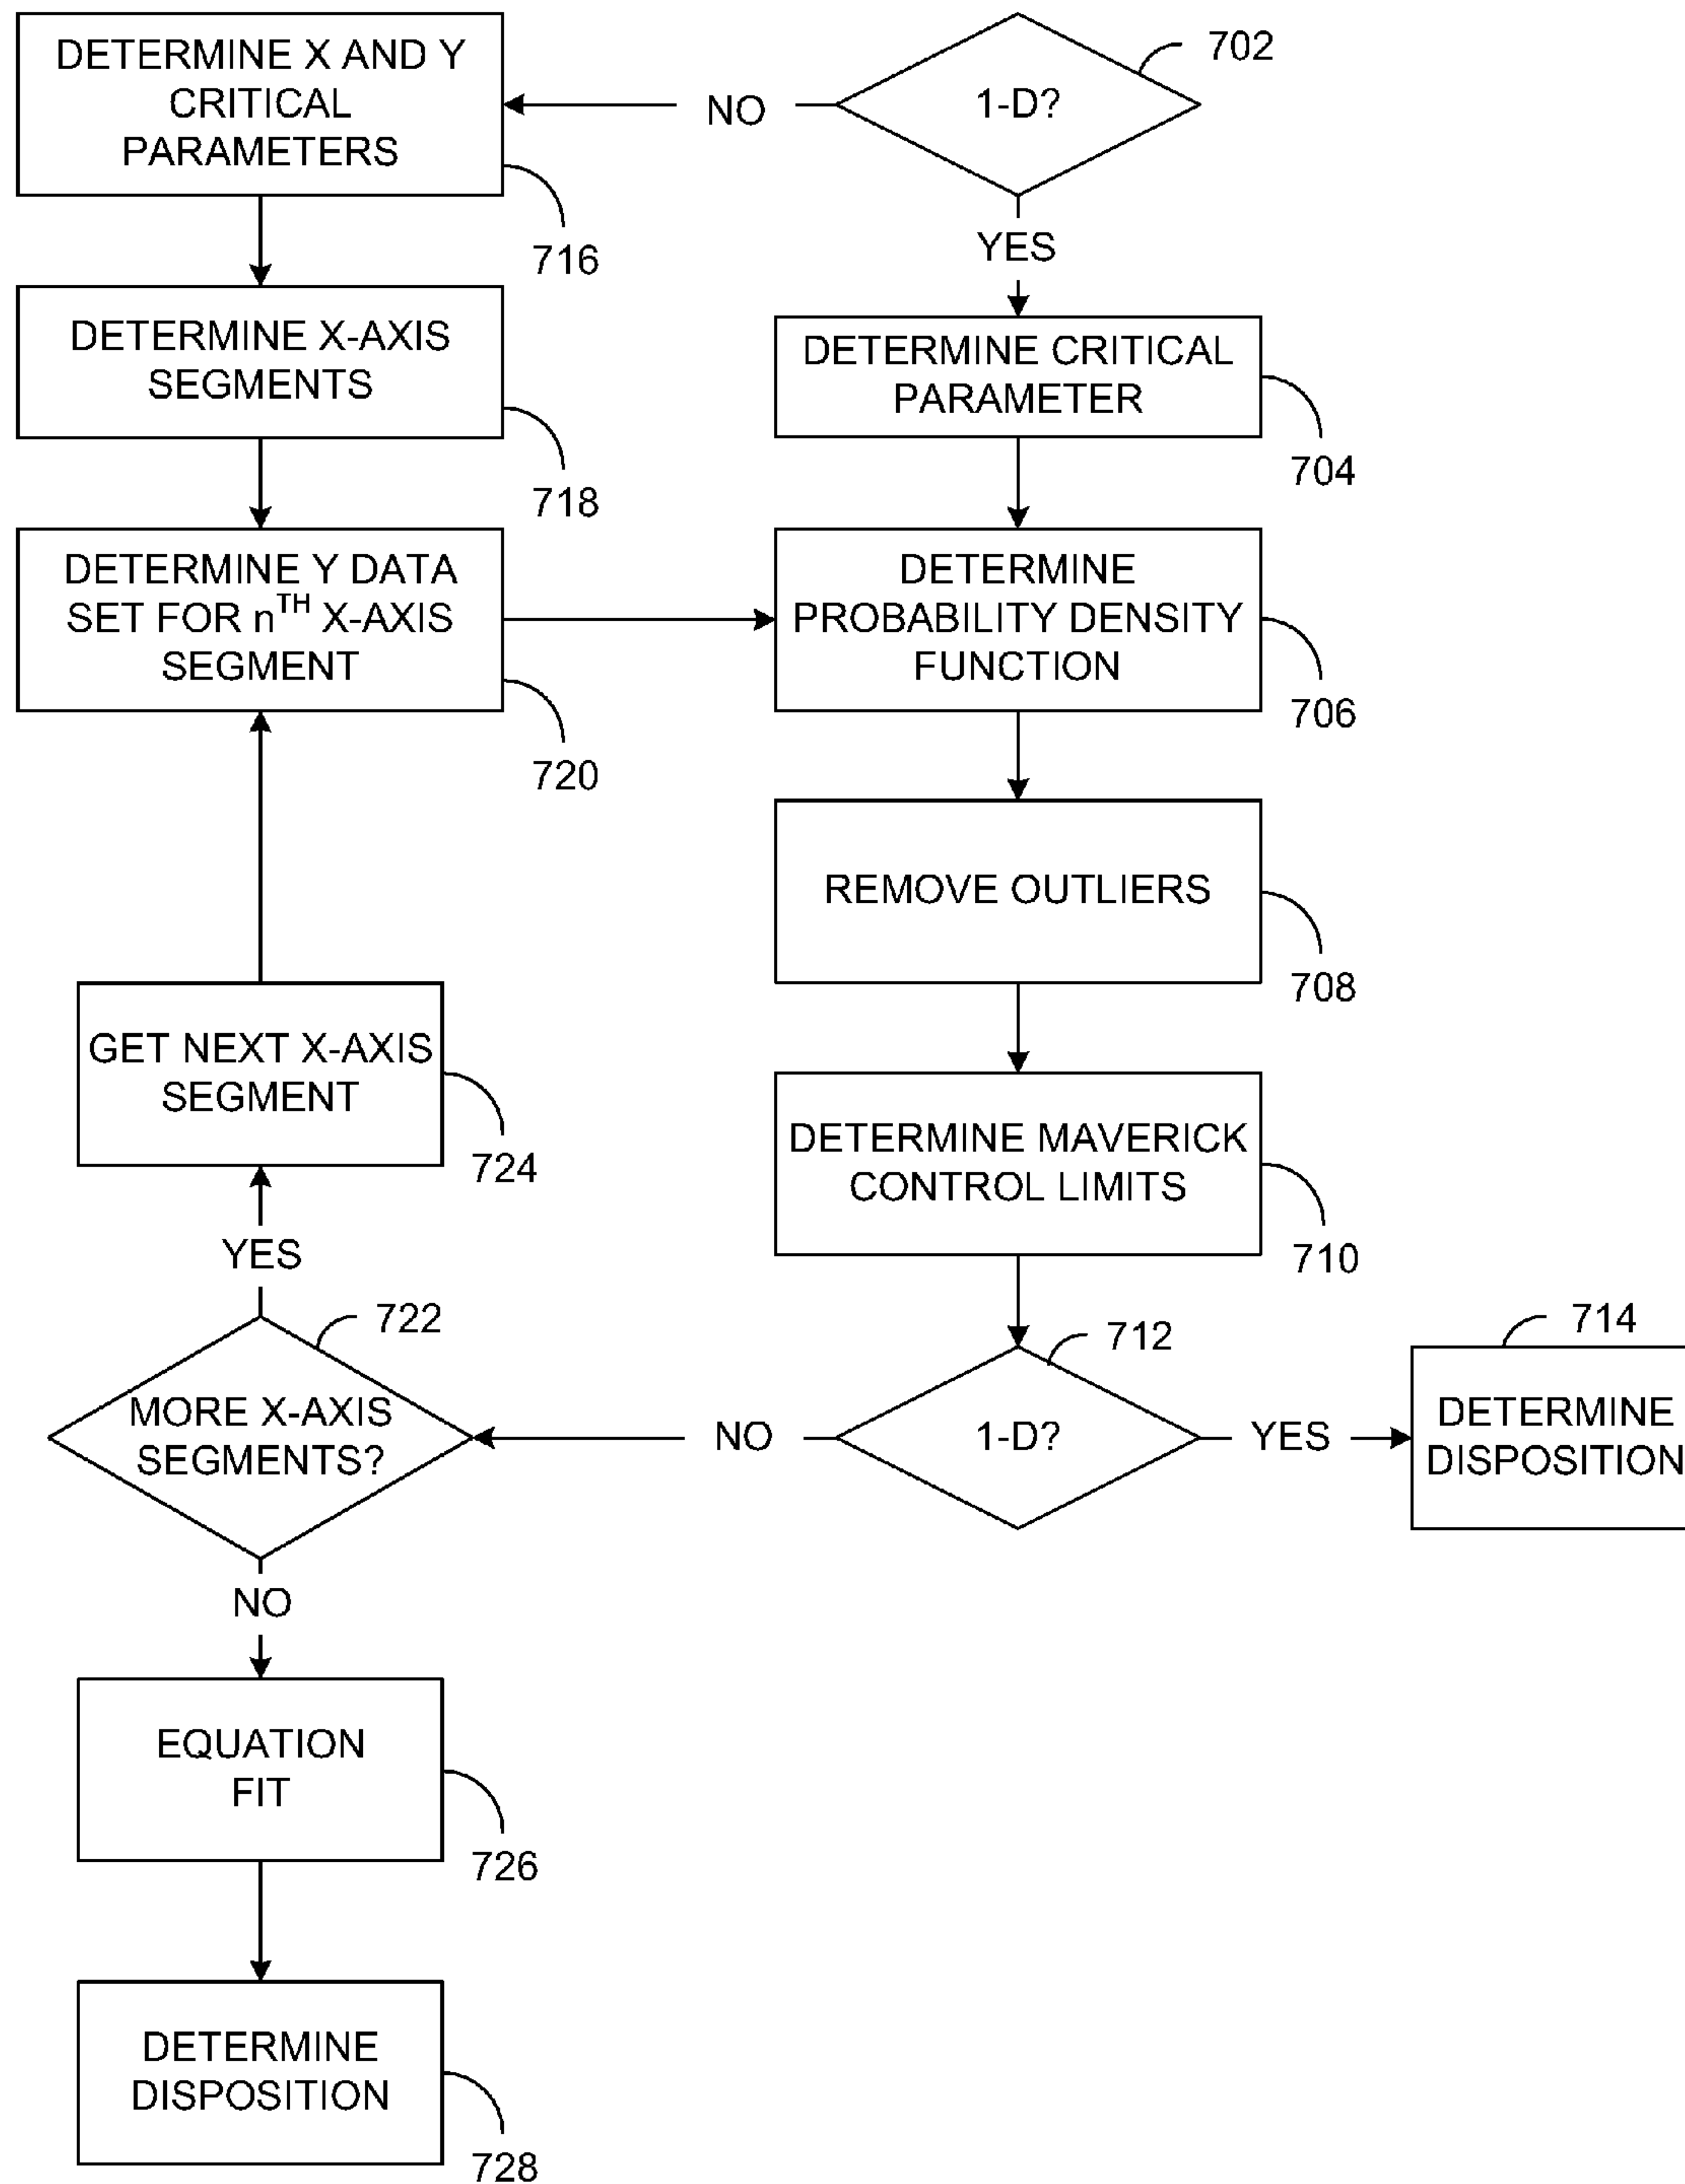 DETERMINE X AND Y
CRITICAL
PARAMETERS
716
NO
1-D?
702
YES
DETERMINE X-AXIS
SEGMENTS
718
DETERMINE CRITICAL
PARAMETER
704
DETERMINE Y DATA
SET FOR nTH X-AXIS
SEGMENT
720
DETERMINE
PROBABILITY DENSITY
FUNCTION
706
REMOVE OUTLIERS
708
GET NEXT X-AXIS
SEGMENT
724
DETERMINE MAVERICK
CONTROL LIMITS
710
YES
722
MORE X-AXIS
SEGMENTS?
NO
712
1-D?
YES
714
DETERMINE
DISPOSITION
NO
EQUATION
FIT
726
DETERMINE
DISPOSITION
728